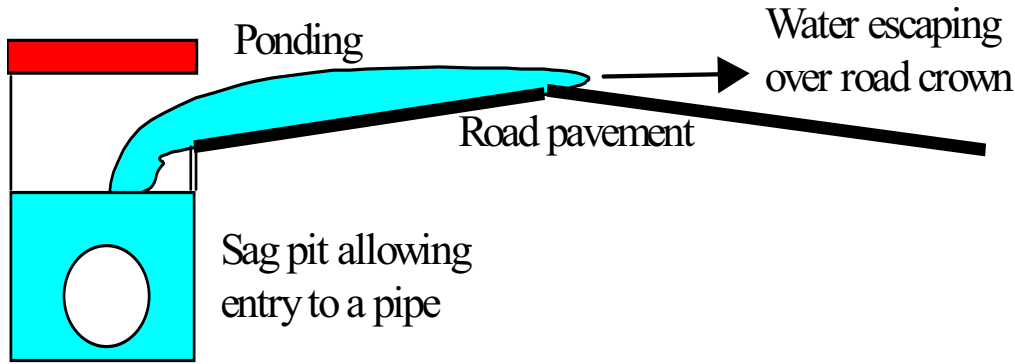 Ponding
Water escaping
over road crown
Road pavement
Sag pit allowing
entry to a pipe